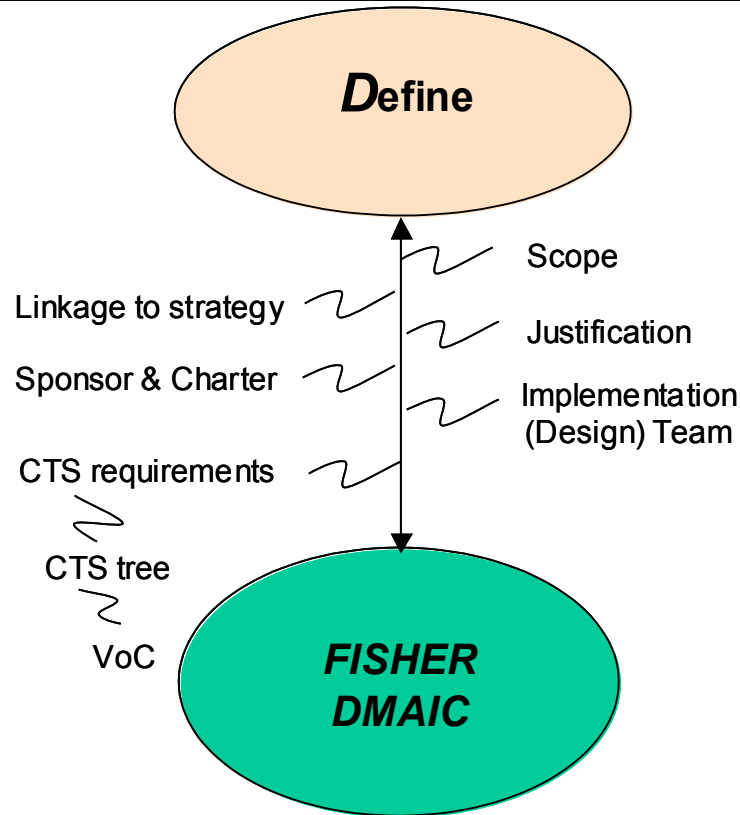 Define
Scope
Linkage to strategy
Justification
Sponsor & Charter
Implementation
(Design) Team
CTS requirements
CTS tree
VoC
FISHER
DMAIC